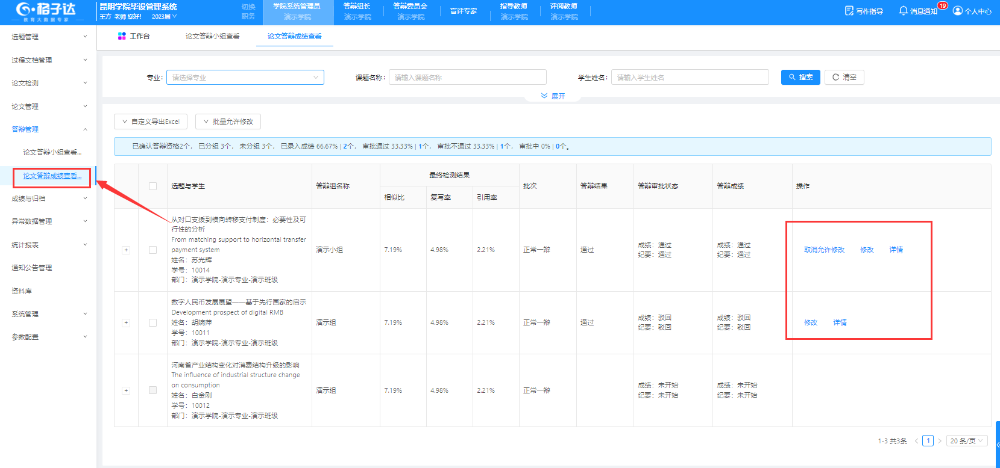 格子达
教育大数据专家
昆明学院毕设管理系统
王方 老师 您好! 2023届
切换
职务
学院系统管理员
演示学院
答辩组长
演示学院
答辩委员会
演示学院
盲评专家
指导教师
演示学院
评阅教师
演示学院
写作指导
消息通知
19
个人中心
选题管理
过程文档管理
论文检测
论文管理
答辩管理
论文答辩小组查看...
论文答辩成绩查看...
成绩与归档
异常数据管理
统计报表
通知公告管理
资料库
系统管理
参数配置
工作台
论文答辩小组查看
论文答辩成绩查看
专业: 请选择专业
课题名称: 请输入课题名称
学生姓名: 请输入学生姓名
搜索
清空
展开
自定义导出Excel
批量允许修改
已确认答辩资格2个, 已分组 3个, 未分组 3个, 已录入成绩 66.67% | 2个, 审批通过 33.33% | 1个, 审批不通过 33.33% | 1个, 审批中 0% | 0个。
选题与学生
答辩组名称
最终检测结果
相似比
复写率
引用率
批次
答辩结果
答辩审批状态
答辩成绩
操作
从对口支援到横向转移支付制度: 必要性及可
行性的分析
From matching support to horizontal transfer
payment system
姓名: 苏光辉
学号: 10014
部门: 演示学院-演示专业-演示班级
演示小组
7.19%
4.98%
2.21%
正常一辩
通过
成绩: 通过
纪要: 通过
成绩: 通过
纪要: 通过
取消允许修改
修改
详情
数字人民币发展展望——基于先行国家的启示
Development prospect of digital RMB
姓名: 胡婉萍
学号: 10011
部门: 演示学院-演示专业-演示班级
演示组
7.19%
4.98%
2.21%
正常一辩
通过
成绩: 驳回
纪要: 驳回
成绩: 驳回
纪要: 驳回
修改
详情
河南省产业结构变化对消费结构升级的影响
The influence of industrial structure change
on consumption
姓名: 白金刚
学号: 10012
部门: 演示学院-演示专业-演示班级
演示组
7.19%
4.98%
2.21%
正常一辩
成绩: 未开始
纪要: 未开始
成绩: 未开始
纪要: 未开始
1-3 共3条
1
20 条/页